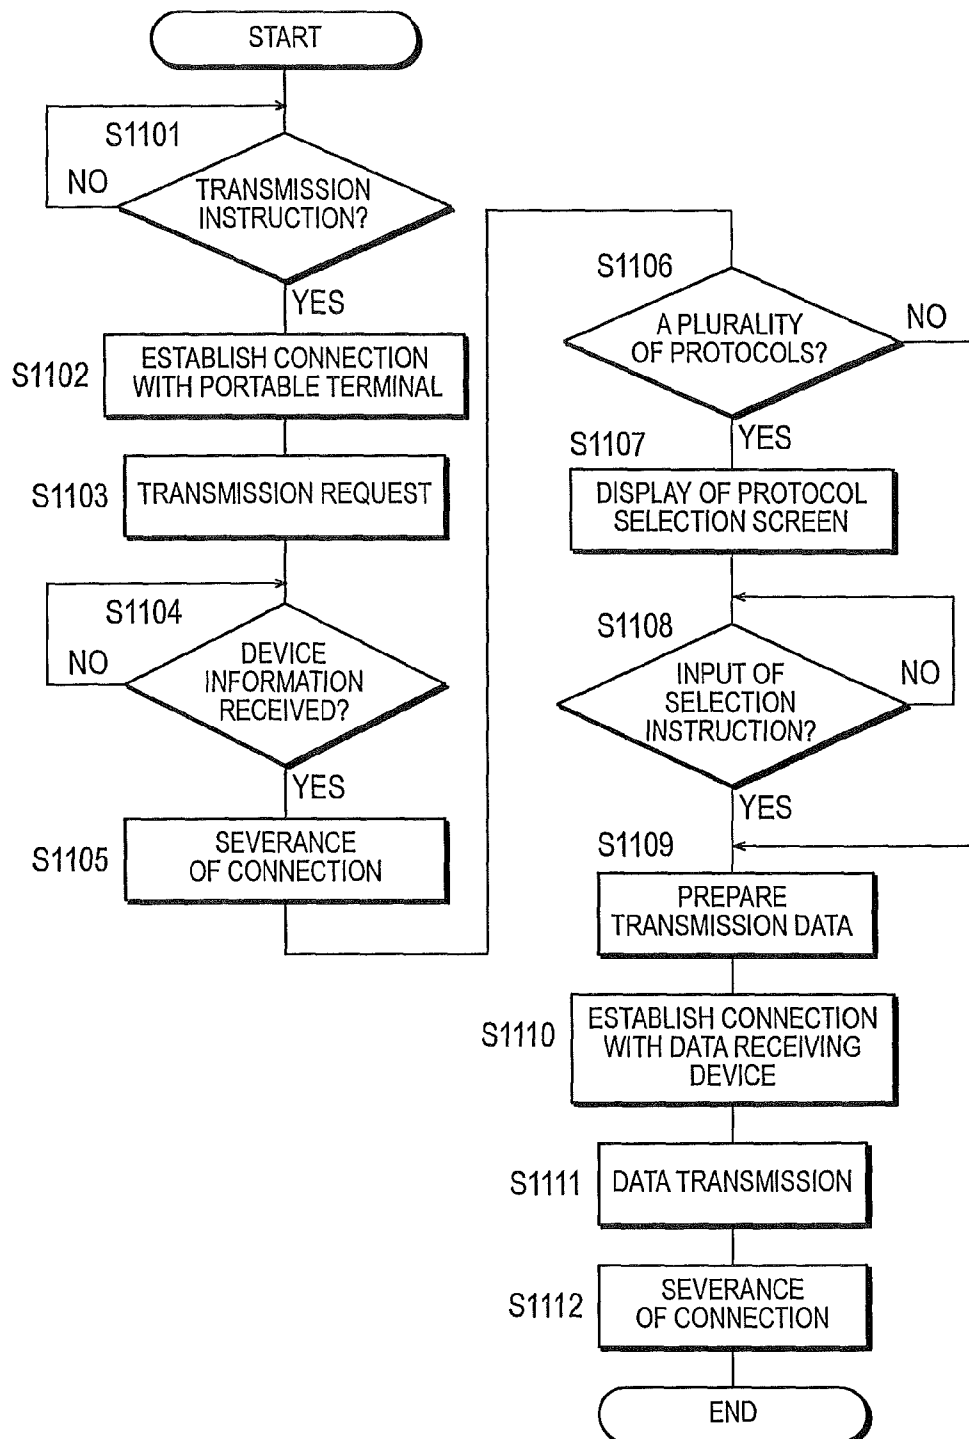 START
S1101
NO
TRANSMISSION
INSTRUCTION?
YES
S1102
ESTABLISH CONNECTION
WITH PORTABLE TERMINAL
S1103
TRANSMISSION REQUEST
S1104
NO
DEVICE
INFORMATION
RECEIVED?
YES
S1105
SEVERANCE
OF CONNECTION
S1106
A PLURALITY
OF PROTOCOLS?
NO
YES
S1107
DISPLAY OF PROTOCOL
SELECTION SCREEN
S1108
INPUT OF
SELECTION
INSTRUCTION?
NO
YES
S1109
PREPARE
TRANSMISSION DATA
S1110
ESTABLISH CONNECTION
WITH DATA RECEIVING
DEVICE
S1111
DATA TRANSMISSION
S1112
SEVERANCE
OF CONNECTION
END